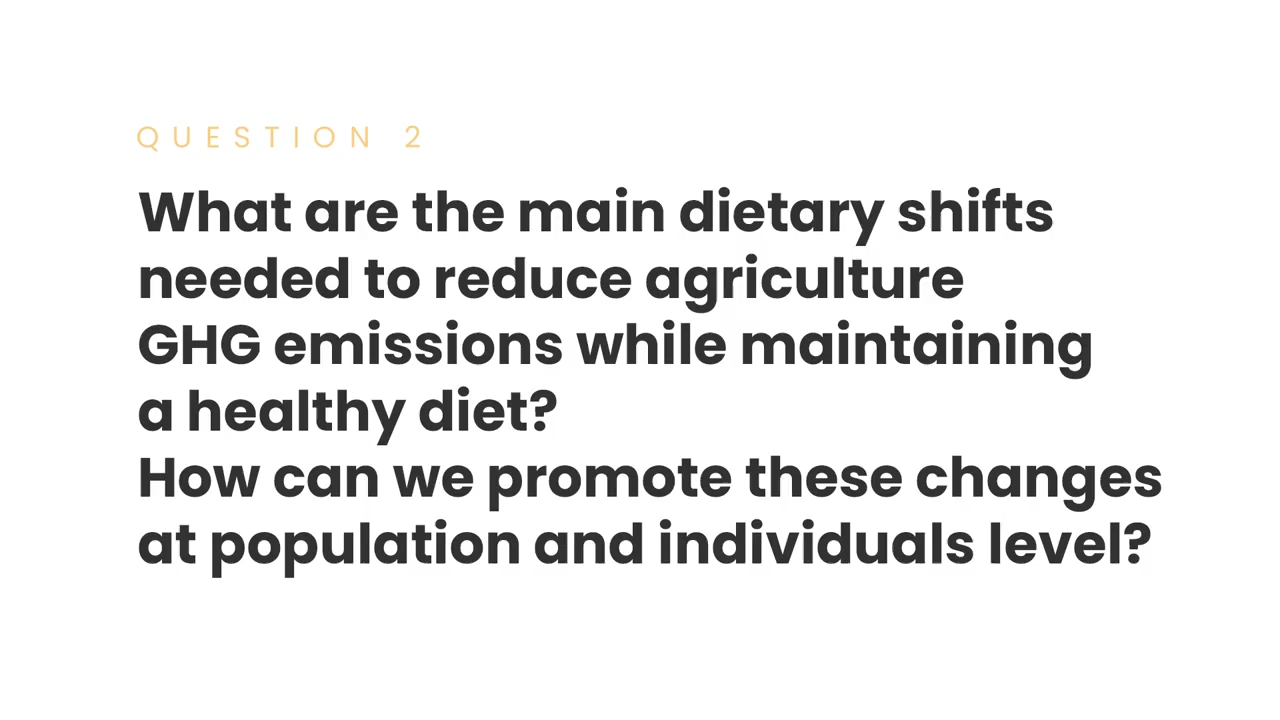 QUESTION 2
What are the main dietary shifts
needed to reduce agriculture
GHG emissions while maintaining
a healthy diet?
How can we promote these changes
at population and individuals level?